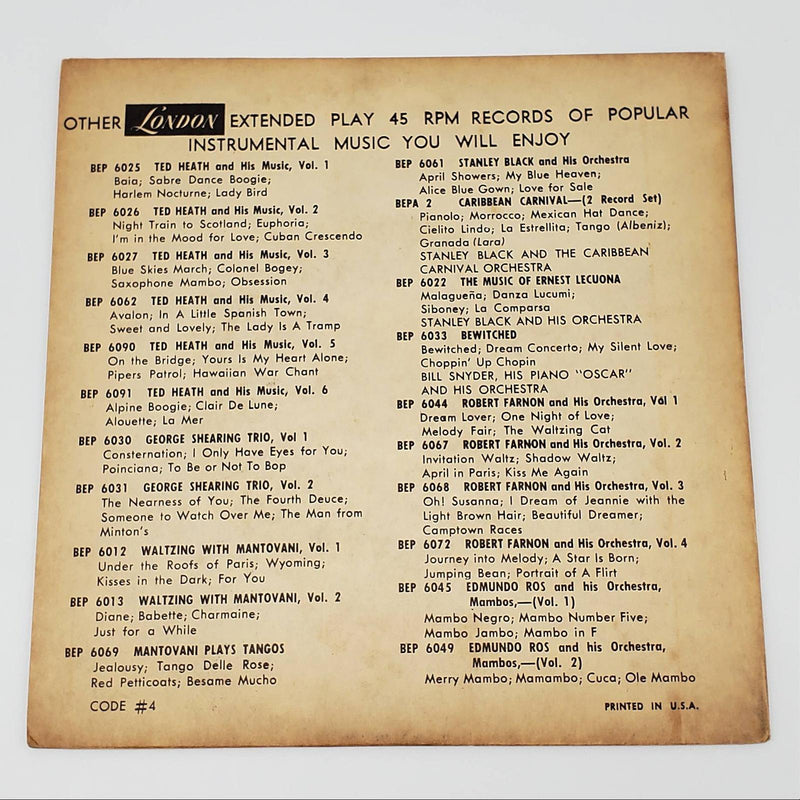 OTHER LONDON EXTENDED PLAY 45 RPM RECORDS OF POPULAR
INSTRUMENTAL MUSIC YOU WILL ENJOY
BEP 6025 TED HEATH and His Music, Vol. 1
Baia; Sabre Dance Boogie;
Harlem Nocturne; Lady Bird
BEP 6026 TED HEATH and His Music, Vol. 2
Night Train to Scotland; Euphoria;
I'm in the Mood for Love; Cuban Crescendo
BEP 6027 TED HEATH and His Music, Vol. 3
Blue Skies March; Colonel Bogey;
Saxophone Mambo; Obsession
BEP 6062 TED HEATH and His Music, Vol. 4
Avalon; In A Little Spanish Town;
Sweet and Lovely; The Lady Is A Tramp
BEP 6090 TED HEATH and His Music, Vol. 5
On the Bridge; Yours Is My Heart Alone;
Pipers Patrol; Hawaiian War Chant
BEP 6091 TED HEATH and His Music, Vol. 6
Alpine Boogie; Clair De Lune;
Alouette; La Mer
BEP 6030 GEORGE SHEARING TRIO, Vol 1
Consternation; I Only Have Eyes for You;
Poinciana; To Be or Not To Bop
BEP 6031 GEORGE SHEARING TRIO, Vol. 2
The Nearness of You; The Fourth Deuce;
Someone to Watch Over Me; The Man from
Minton's
BEP 6012 WALTZING WITH MANTOVANI, Vol. 1
Under the Roofs of Paris; Wyoming;
Kisses in the Dark; For You
BEP 6013 WALTZING WITH MANTOVANI, Vol. 2
Diane; Babette; Charmaine;
Just for a While
BEP 6069 MANTOVANI PLAYS TANGOS
Jealousy; Tango Delle Rose;
Red Petticoats; Besame Mucho
CODE #4
BEP 6061 STANLEY BLACK and His Orchestra
April Showers; My Blue Heaven;
Alice Blue Gown; Love for Sale
BEPA 2 CARIBBEAN CARNIVAL—(2 Record Set)
Pianolo; Morrocco; Mexican Hat Dance;
Cielito Lindo; La Estrellita; Tango (Albeniz);
Granada (Lara)
STANLEY BLACK AND THE CARIBBEAN
CARNIVAL ORCHESTRA
BEP 6022 THE MUSIC OF ERNEST LECUONA
Malagueña; Danza Lucumi;
Siboney; La Comparsa
STANLEY BLACK AND HIS ORCHESTRA
BEP 6033 BEWITCHED
Bewitched; Dream Concerto; My Silent Love;
Choppin' Up Chopin
BILL SNYDER, HIS PIANO "OSCAR"
AND HIS ORCHESTRA
BEP 6044 ROBERT FARNON and His Orchestra, Vol 1
Dream Lover; One Night of Love;
Melody Fair; The Waltzing Cat
BEP 6067 ROBERT FARNON and His Orchestra, Vol. 2
Invitation Waltz; Shadow Waltz;
April in Paris; Kiss Me Again
BEP 6068 ROBERT FARNON and His Orchestra, Vol. 3
Oh! Susanna; I Dream of Jeannie with the
Light Brown Hair; Beautiful Dreamer;
Camptown Races
BEP 6072 ROBERT FARNON and His Orchestra, Vol. 4
Journey into Melody; A Star Is Born;
Jumping Bean; Portrait of A Flirt
BEP 6045 EDMUNDO ROS and his Orchestra,
Mambos,—(Vol. 1)
Mambo Negro; Mambo Number Five;
Mambo Jambo; Mambo in F
BEP 6049 EDMUNDO ROS and his Orchestra,
Mambos,—(Vol. 2)
Merry Mambo; Mamambo; Cuca; Ole Mambo
PRINTED IN U.S.A.